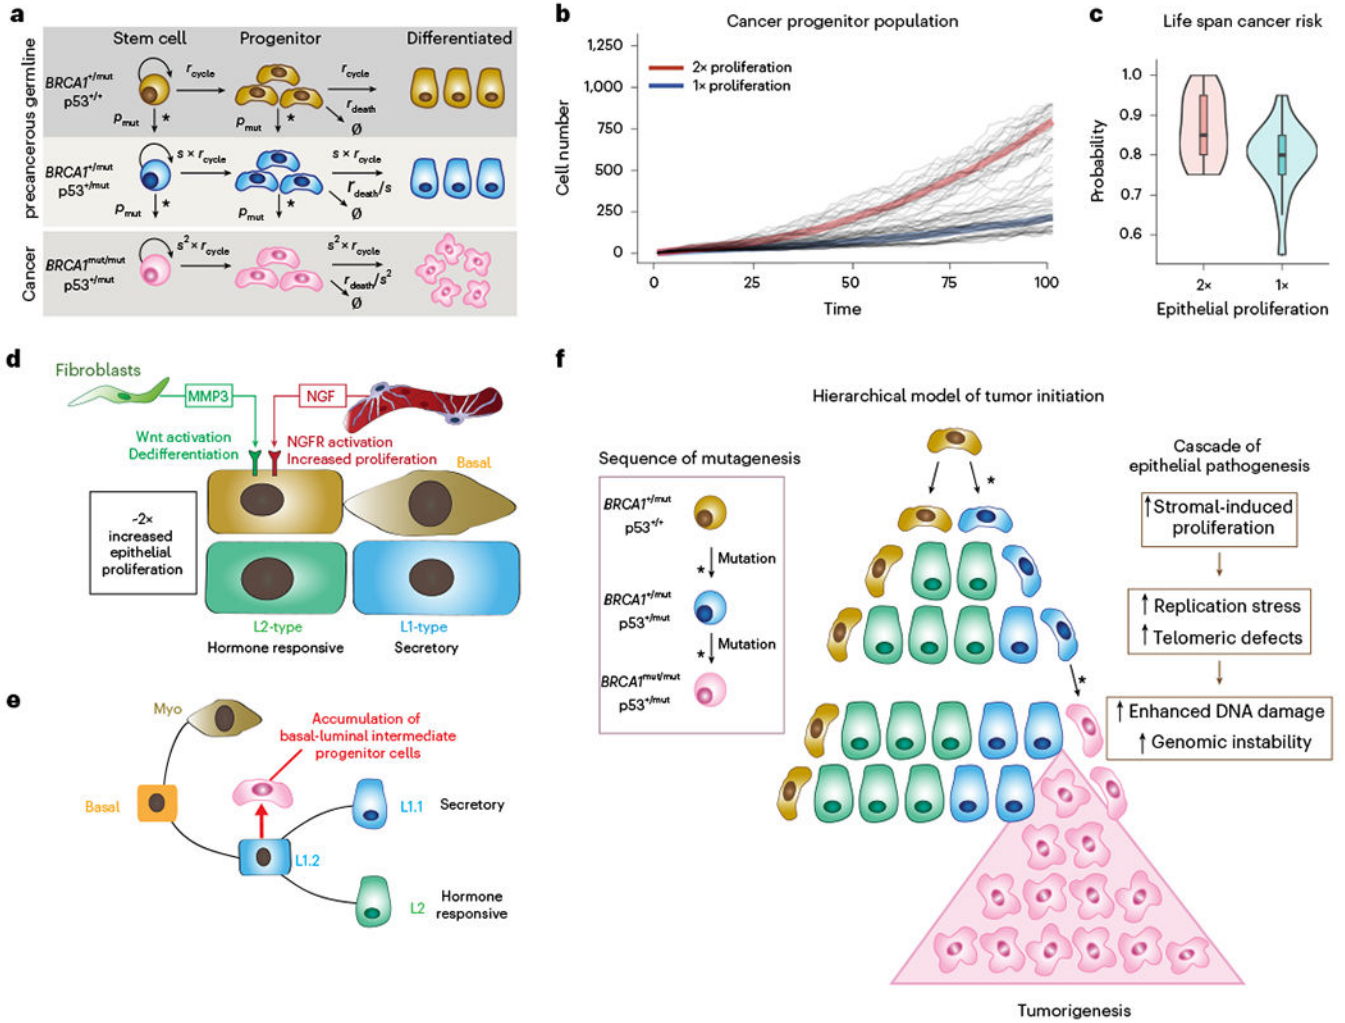 a
Stem cell
Progenitor
Differentiated
precancerous germline
BRCA1+/mut
p53+/+
rcycle
rcycle
rdeath
Ø
pmut
*
pmut
*
BRCA1+/mut
p53+/mut
s × rcycle
s × rcycle
rdeath/s
Ø
pmut
*
pmut
*
Cancer
BRCA1mut/mut
p53+/mut
s2 × rcycle
s2 × rcycle
rdeath/s2
Ø
b
Cancer progenitor population
2× proliferation
1× proliferation
Cell number
1,250
1,000
750
500
250
0
0
25
50
75
100
Time
c
Life span cancer risk
Probability
1.0
0.9
0.8
0.7
0.6
2×
1×
Epithelial proliferation
d
Fibroblasts
MMP3
NGF
Wnt activation
Dedifferentiation
NGFR activation
Increased proliferation
Basal
~2×
increased
epithelial
proliferation
L2-type
Hormone responsive
L1-type
Secretory
e
Myo
Accumulation of
basal-luminal intermediate
progenitor cells
Basal
L1.1
Secretory
L1.2
L2
Hormone
responsive
f
Hierarchical model of tumor initiation
Sequence of mutagenesis
BRCA1+/mut
p53+/+
*
Mutation
BRCA1+/mut
p53+/mut
*
Mutation
BRCA1mut/mut
p53+/mut
*
*
Cascade of
epithelial pathogenesis
↑ Stromal-induced
proliferation
↑ Replication stress
↑ Telomeric defects
↑ Enhanced DNA damage
↑ Genomic instability
Tumorigenesis